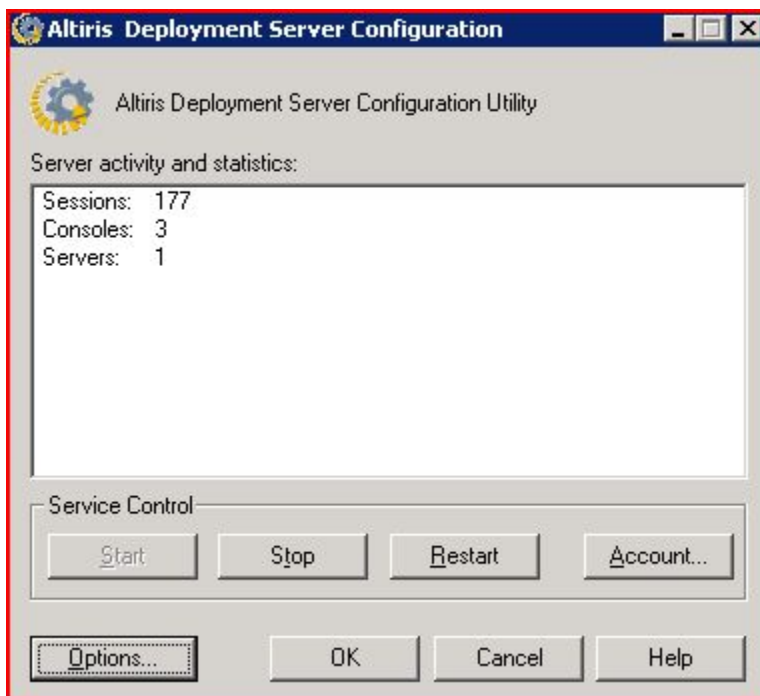 Altiris Deployment Server Configuration
Altiris Deployment Server Configuration Utility
Server activity and statistics:
Sessions: 177
Consoles: 3
Servers: 1
Service Control
Start Stop Restart Account...
Options... OK Cancel Help